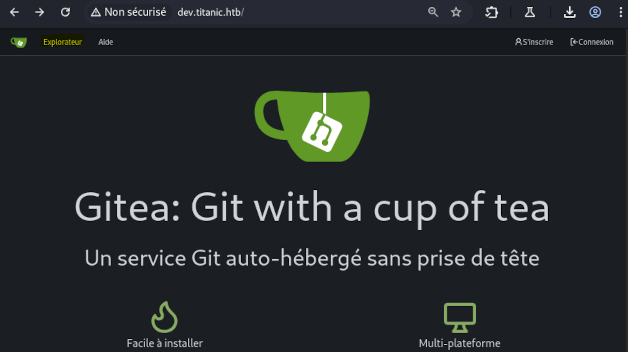 Non sécurisé dev.titanic.htb/
Explorateur Aide S'inscrire Connexion
Gitea: Git with a cup of tea
Un service Git auto-hébergé sans prise de tête
Facile à installer Multi-plateforme